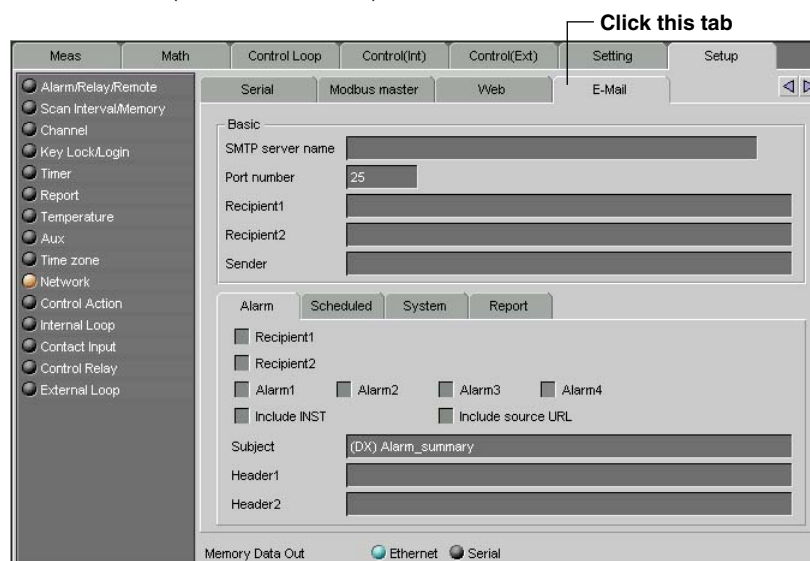 Click this tab
Meas Math Control Loop Control(Int) Control(Ext) Setting Setup
Alarm/Relay/Remote
Scan Interval/Memory
Channel
Key Lock/Login
Timer
Report
Temperature
Aux
Time zone
Network
Control Action
Internal Loop
Contact Input
Control Relay
External Loop
Serial Modbus master Web E-Mail
Basic
SMTP server name
Port number 25
Recipient1
Recipient2
Sender
Alarm Scheduled System Report
Recipient1
Recipient2
Alarm1 Alarm2 Alarm3 Alarm4
Include INST Include source URL
Subject (DX) Alarm_summary
Header1
Header2
Memory Data Out Ethernet Serial